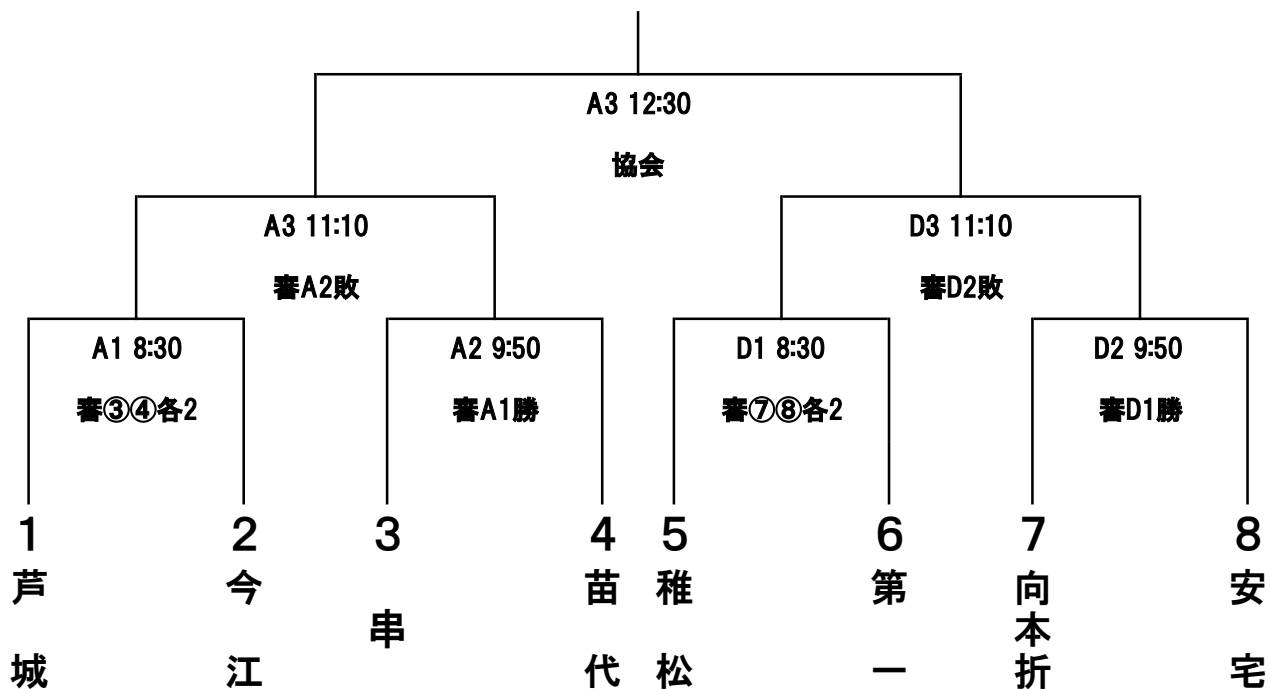 A3 12:30
協会
A3 11:10
D3 11:10
審A2敗
審D2敗
A1 8:30
A2 9:50
D1 8:30
D2 9:50
審③④各2
審A1勝
審⑦⑧各2
審D1勝
1
2
3
4
5
6
7
8
芦城
今江
串
苗代
稚松
第一
向本折
安宅